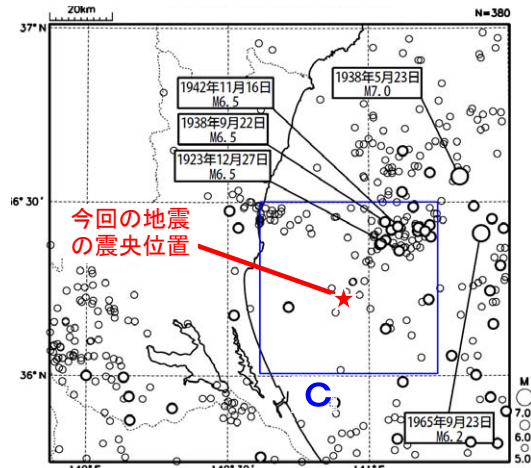 20km
N=380
37°N
1938年5月23日
M7.0
1942年11月16日
M6.5
1938年9月22日
M6.5
1923年12月27日
M6.5
36°30'
今回の地震
の震央位置
36°N
C
1965年9月23日
M6.2
M
7.0
6.0
5.0